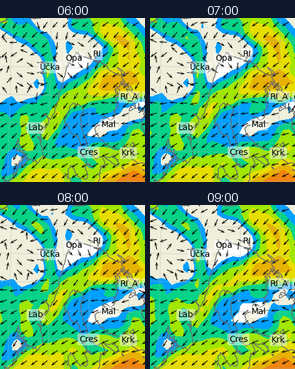 06:00 07:00
Opa RI Opa RI
Učka Učka
RI_A RI_A
Lab Mal Lab Mal
Cres Krk Cres Krk
08:00 09:00
Opa RI Opa RI
Učka Učka
RI_A RI_A
Lab Mal Lab Mal
Cres Krk Cres Krk